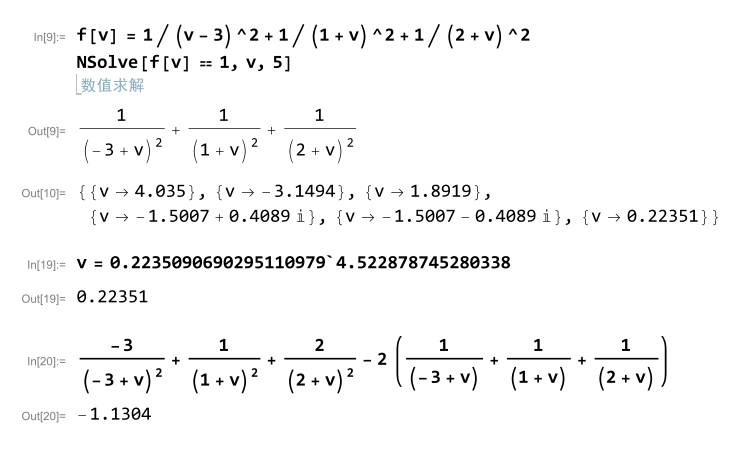 In[9]:= f[v] = 1 / (v - 3) ^ 2 + 1 / (1 + v) ^ 2 + 1 / (2 + v) ^ 2
NSolve[f[v] == 1, v, 5]
数值求解
Out[9]= 1/(-3 + v)^2 + 1/(1 + v)^2 + 1/(2 + v)^2
Out[10]= {{v → 4.035}, {v → -3.1494}, {v → 1.8919},
{v → -1.5007 + 0.4089 i}, {v → -1.5007 - 0.4089 i}, {v → 0.22351}}
In[19]:= v = 0.2235090690295110979`4.522878745280338
Out[19]= 0.22351
In[20]:= -3/(-3 + v)^2 + 1/(1 + v)^2 + 2/(2 + v)^2 - 2 (1/(-3 + v) + 1/(1 + v) + 1/(2 + v))
Out[20]= -1.1304